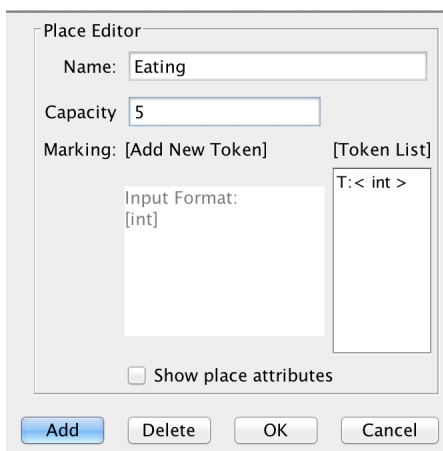 Place Editor
Name: Eating
Capacity 5
Marking: [Add New Token] [Token List]
Input Format:
[int]
T:< int >
Show place attributes
Add Delete OK Cancel